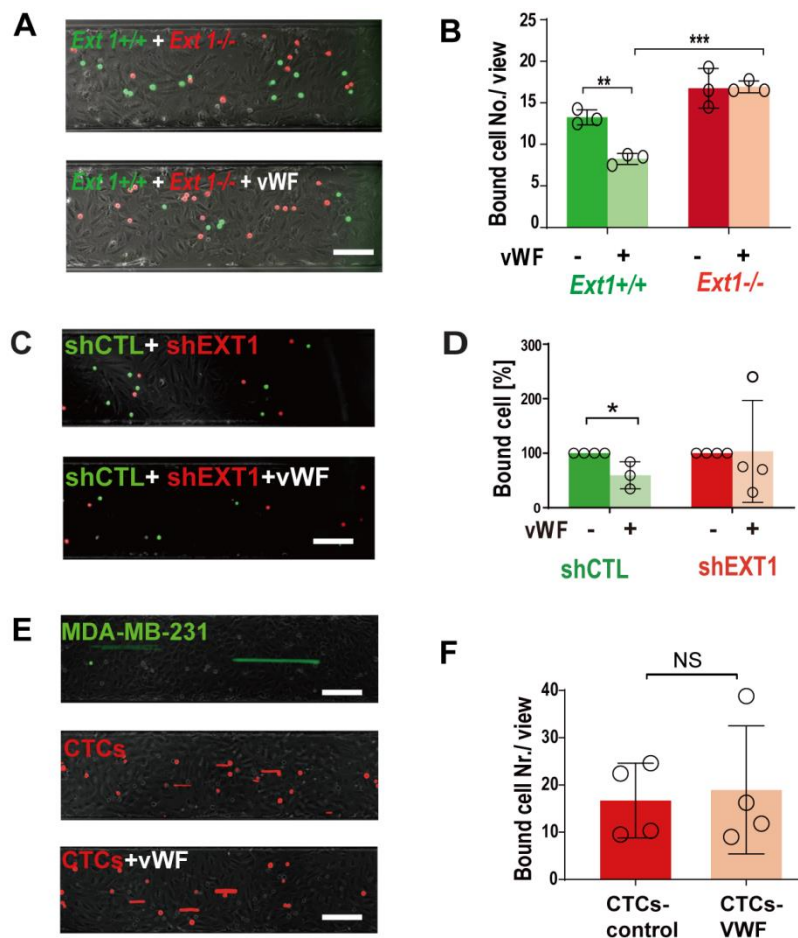 A
Ext 1+/+ + Ext 1-/-
Ext 1+/+ + Ext 1-/- + vWF
B
Bound cell No./ view
25
20
15
10
5
0
**
***
vWF - + - +
Ext1+/+ Ext1-/-
C
shCTL+ shEXT1
shCTL+ shEXT1+vWF
D
Bound cell [%]
300
200
100
0
*
vWF - + - +
shCTL shEXT1
E
MDA-MB-231
CTCs
CTCs+vWF
F
Bound cell Nr./ view
40
30
20
10
0
NS
CTCs-control
CTCs-VWF